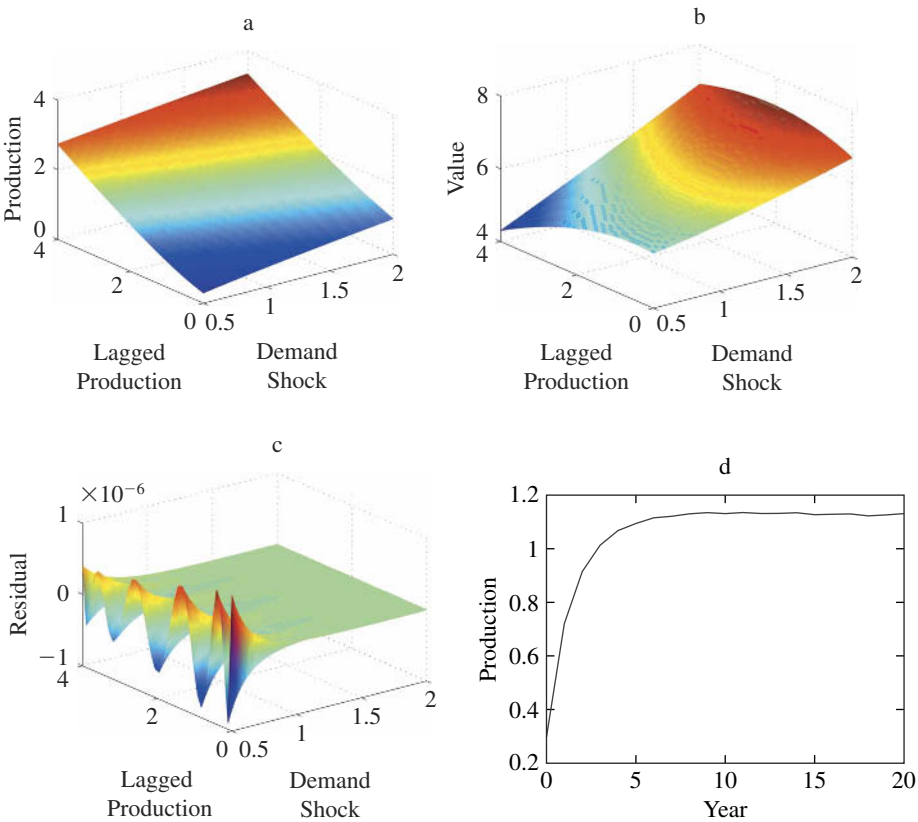 a
Production
4
2
0
4
2
0
0.5
1
1.5
2
Lagged
Production
Demand
Shock
b
Value
8
6
4
4
2
0
0.5
1
1.5
2
Lagged
Production
Demand
Shock
c
×10−6
Residual
1
0
−1
4
2
0
0.5
1
1.5
2
Lagged
Production
Demand
Shock
d
Production
1.2
1
0.8
0.6
0.4
0.2
0
5
10
15
20
Year